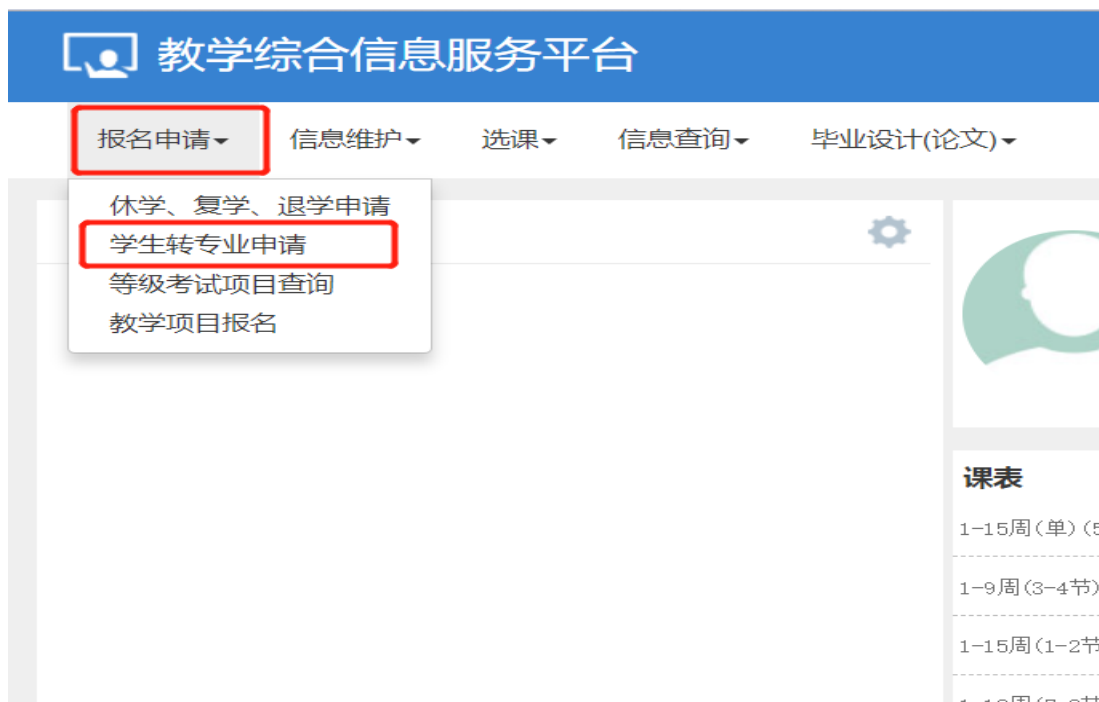 教学综合信息服务平台
报名申请 信息维护 选课 信息查询 毕业设计(论文)
休学、复学、退学申请
学生转专业申请
等级考试项目查询
教学项目报名
课表
1-15周(单)(5
1-9周(3-4节)
1-15周(1-2节